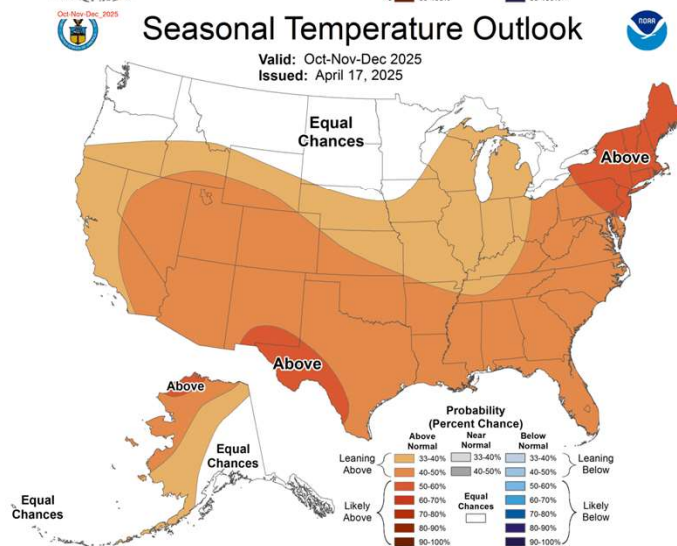 Oct-Nov-Dec_2025
Seasonal Temperature Outlook
NOAA
Valid: Oct-Nov-Dec 2025
Issued: April 17, 2025
Equal
Chances
Above
Above
Above
Equal
Chances
Equal
Chances
Probability
(Percent Chance)
Above
Normal
Near
Normal
Below
Normal
Leaning
Above
33-40%
33-40%
33-40%
Leaning
Below
40-50%
40-50%
40-50%
Likely
Above
50-60%
50-60%
Likely
Below
60-70%
60-70%
Equal
Chances
70-80%
70-80%
80-90%
80-90%
90-100%
90-100%